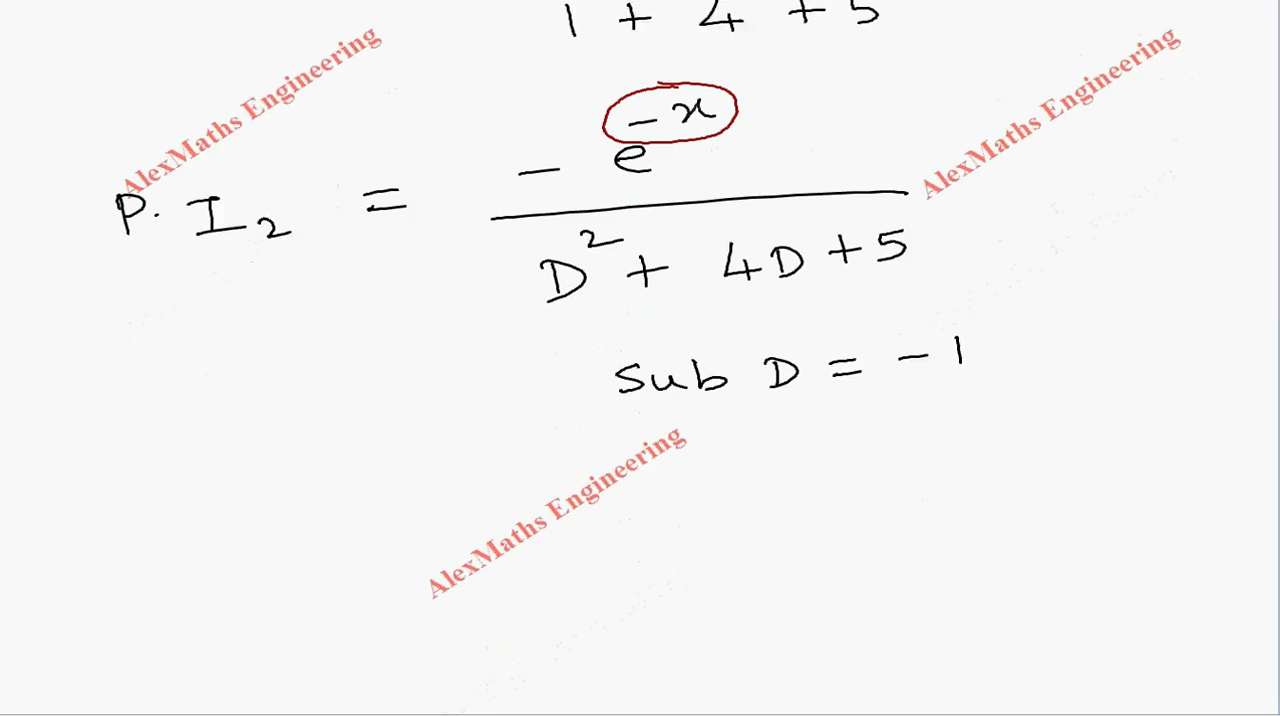 1 + 4 + 5
AlexMaths Engineering
AlexMaths Engineering
P. I₂ = - e^(-x) / (D² + 4D + 5)
Sub D = -1
AlexMaths Engineering